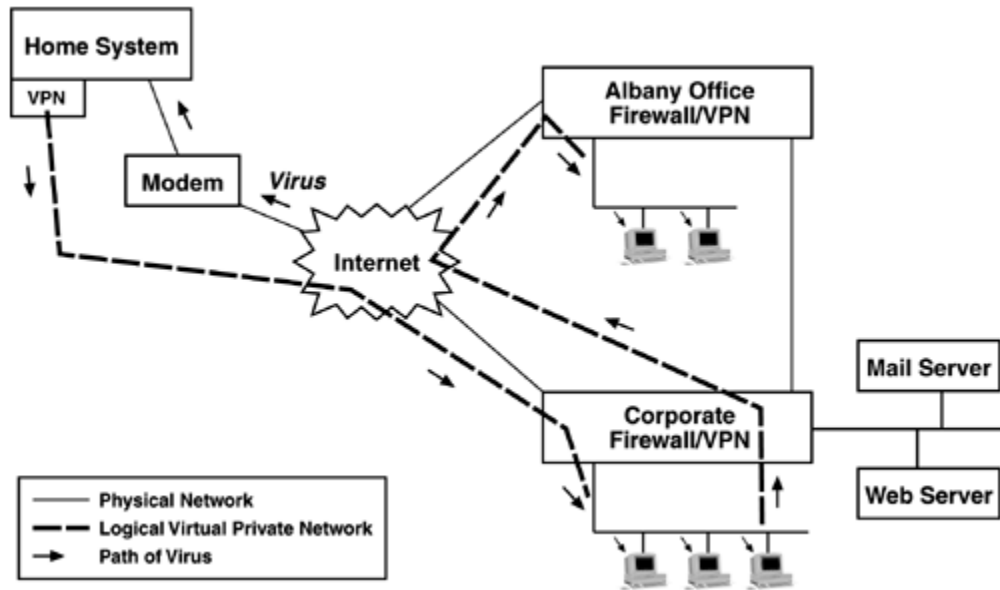 Home System
VPN
Modem
Virus
Internet
Albany Office
Firewall/VPN
Corporate
Firewall/VPN
Mail Server
Web Server
Physical Network
Logical Virtual Private Network
Path of Virus